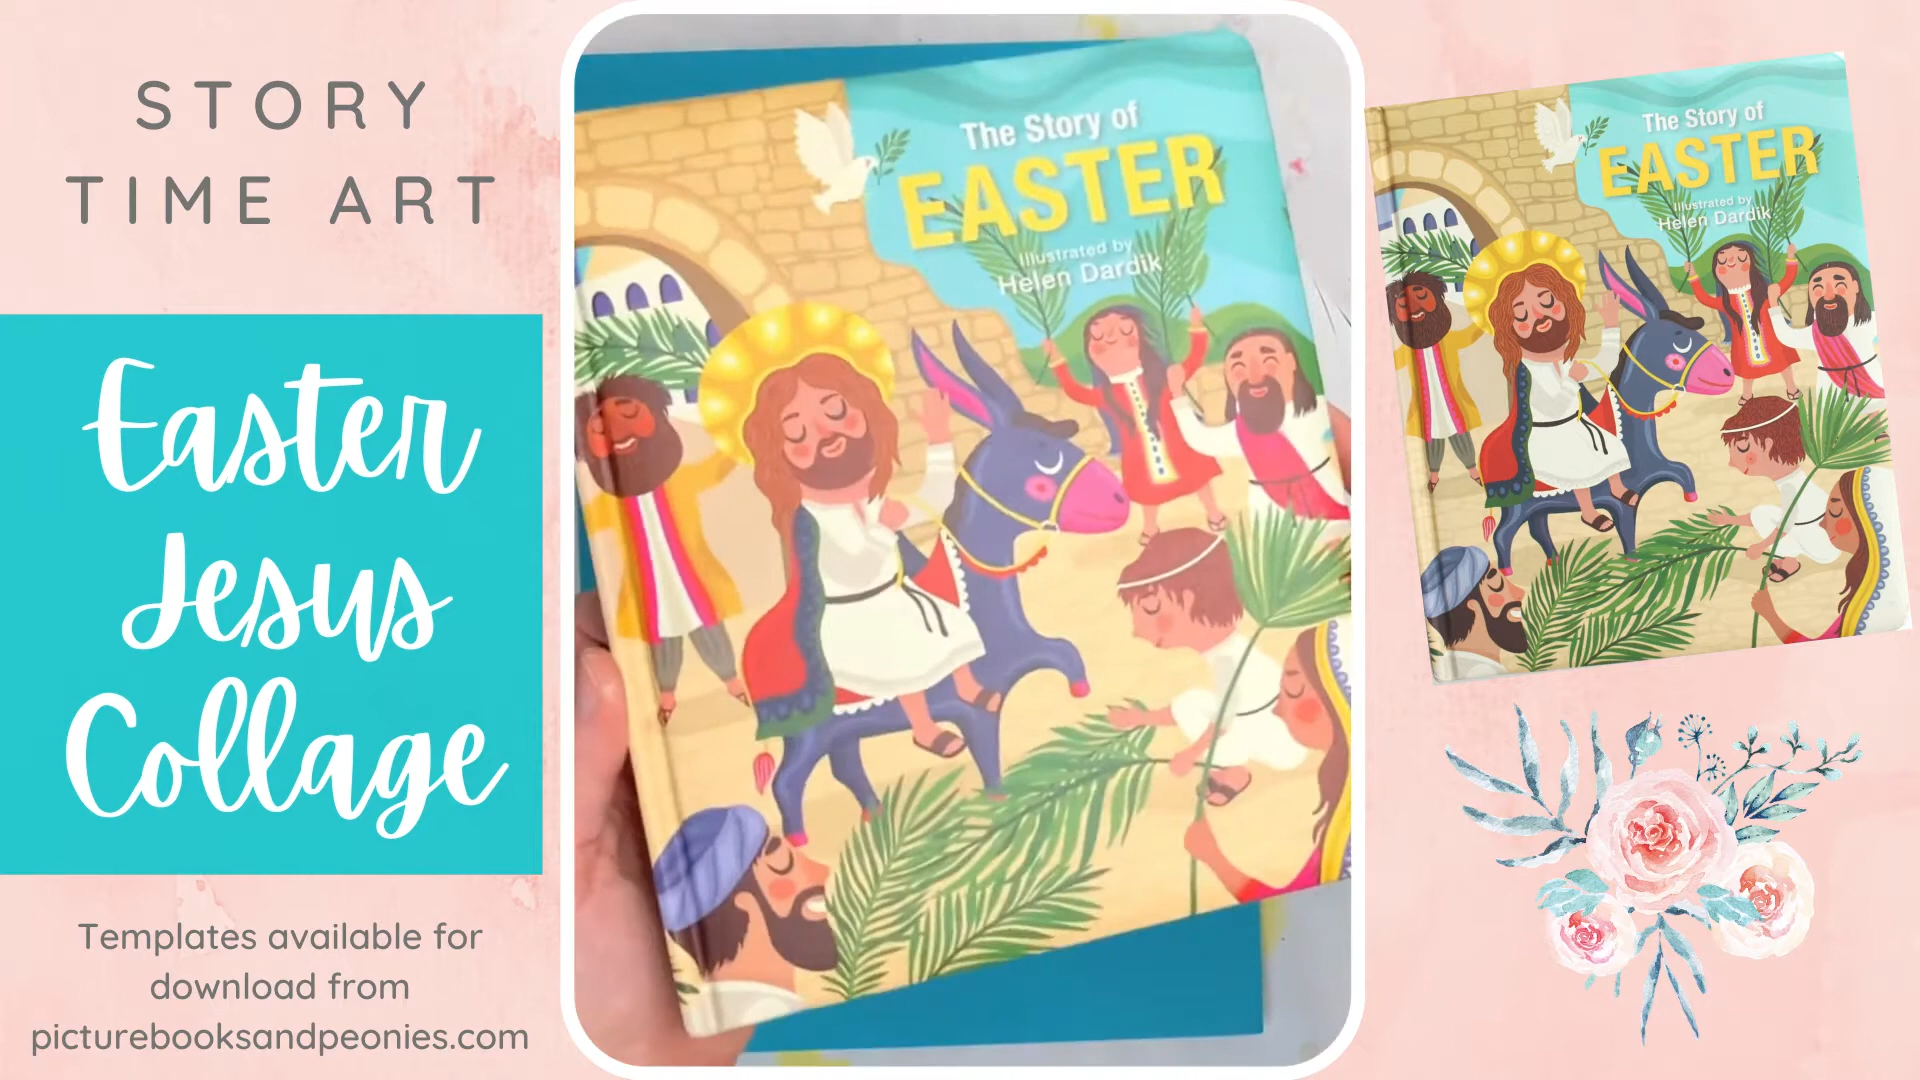 STORY
TIME ART
Easter
Jesus
Collage
Templates available for
download from
picturebooksandpeonies.com
The Story of
EASTER
Illustrated by
Helen Dardik
The Story of
EASTER
Illustrated by
Helen Dardik